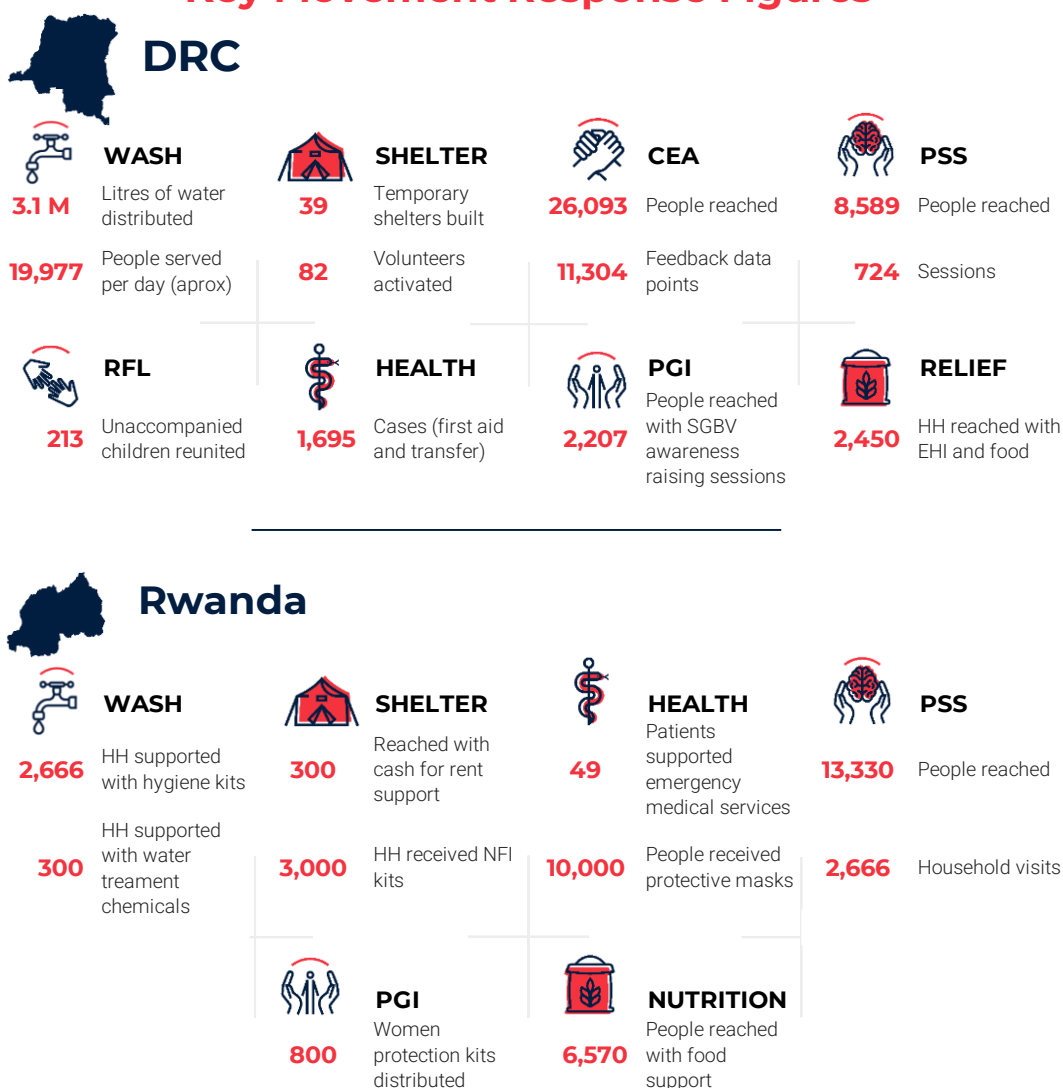 Key Movement Response Figures
DRC
WASH
3.1 M
Litres of water
distributed
19,977
People served
per day (aprox)
SHELTER
39
Temporary
shelters built
82
Volunteers
activated
CEA
26,093
People reached
11,304
Feedback data
points
PSS
8,589
People reached
724
Sessions
RFL
213
Unaccompanied
children reunited
HEALTH
1,695
Cases (first aid
and transfer)
PGI
2,207
People reached
with SGBV
awareness
raising sessions
RELIEF
2,450
HH reached with
EHI and food
Rwanda
WASH
2,666
HH supported
with hygiene kits
300
HH supported
with water
treament
chemicals
SHELTER
300
Reached with
cash for rent
support
3,000
HH received NFI
kits
HEALTH
49
Patients
supported
emergency
medical services
10,000
People received
protective masks
PSS
13,330
People reached
2,666
Household visits
PGI
800
Women
protection kits
distributed
NUTRITION
6,570
People reached
with food
support